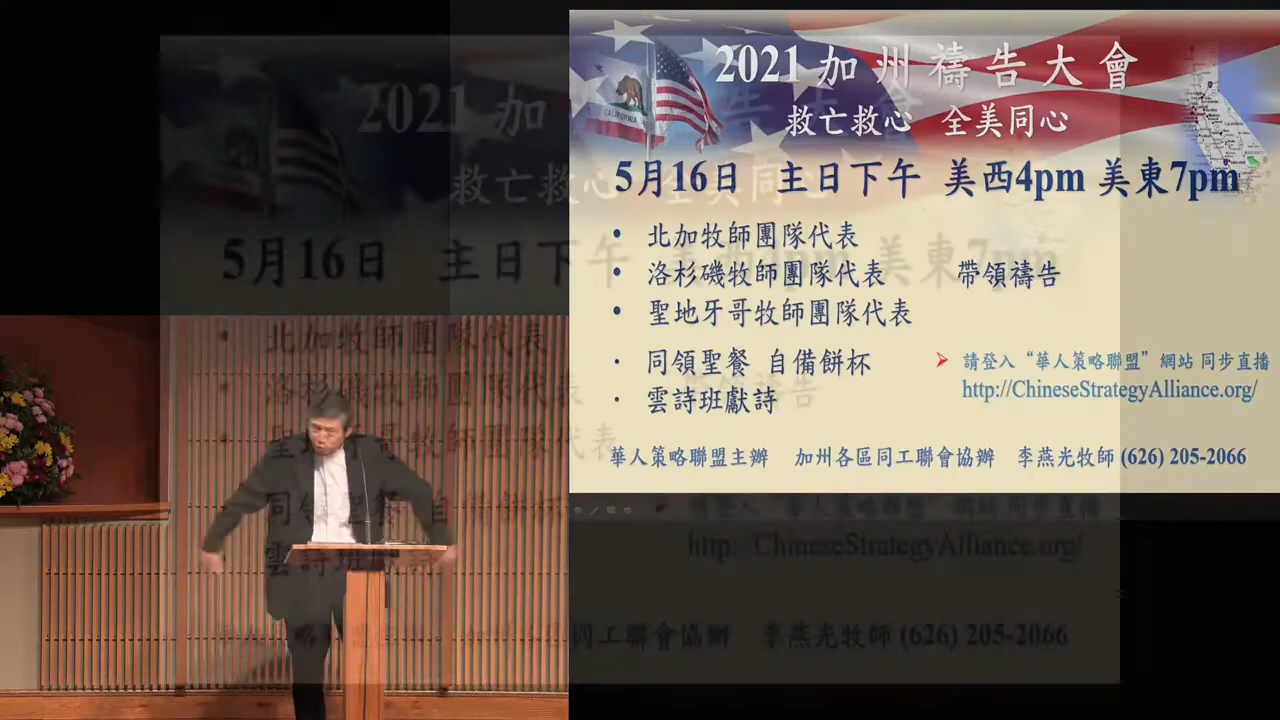 2021 加州禱告大會
救亡救心 全美同心
5月16日 主日下午 美西4pm 美東7pm
• 北加牧師團隊代表
• 洛杉磯牧師團隊代表 帶領禱告
• 聖地牙哥牧師團隊代表
· 同領聖餐 自備餅杯
· 雲詩班獻詩
請登入“華人策略聯盟”網站 同步直播
http://ChineseStrategyAlliance.org/
華人策略聯盟主辦 加州各區同工聯會協辦 李燕光牧師 (626) 205-2066